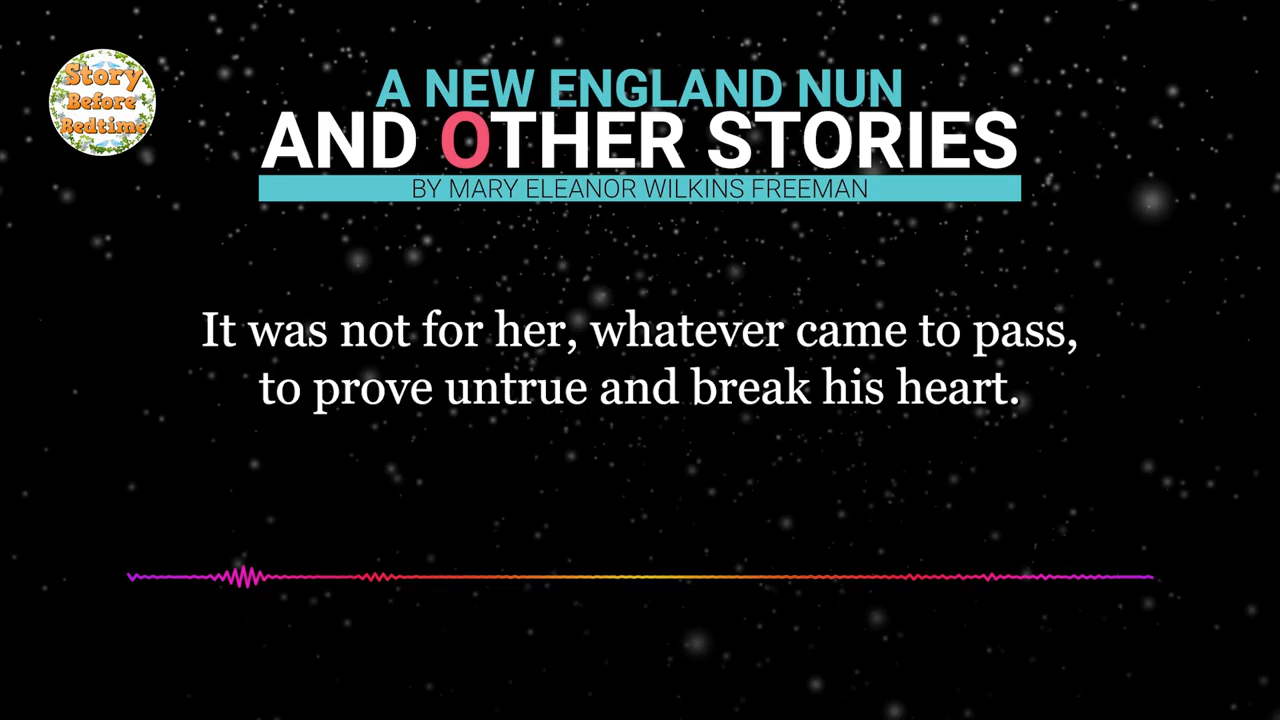 Story
Before
Bedtime
A NEW ENGLAND NUN
AND OTHER STORIES
BY MARY ELEANOR WILKINS FREEMAN
It was not for her, whatever came to pass,
to prove untrue and break his heart.